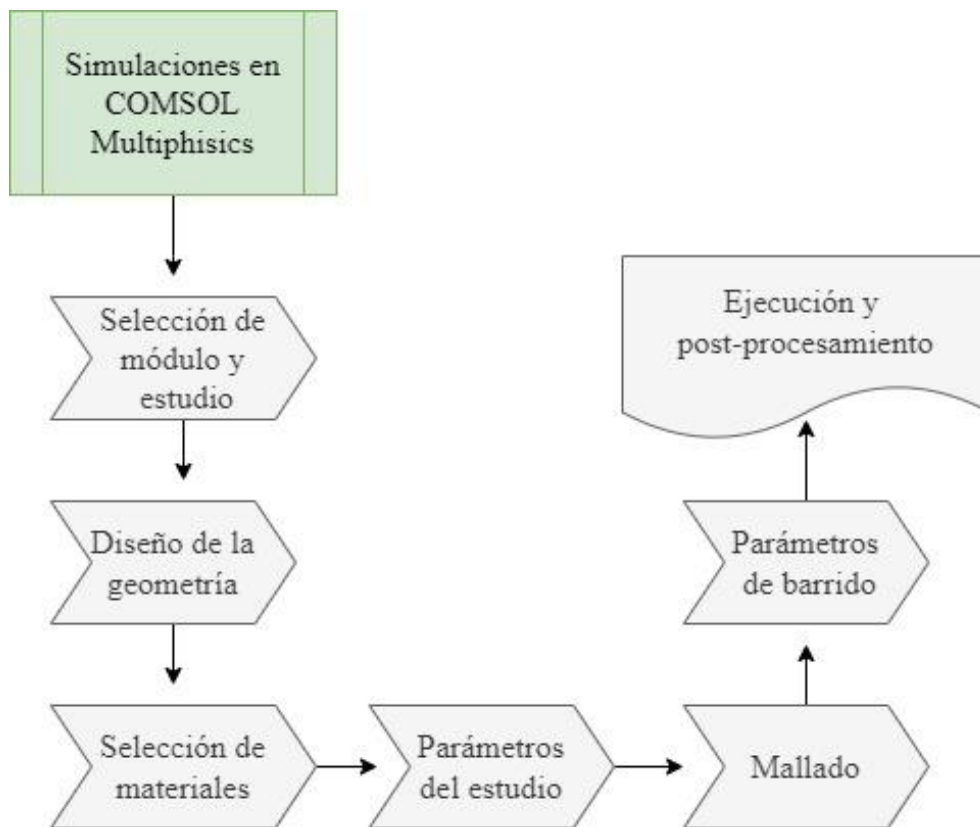 Simulaciones en
COMSOL
Multiphisics
Selección de
módulo y
estudio
Diseño de la
geometría
Selección de
materiales
Parámetros
del estudio
Mallado
Parámetros
de barrido
Ejecución y
post-procesamiento